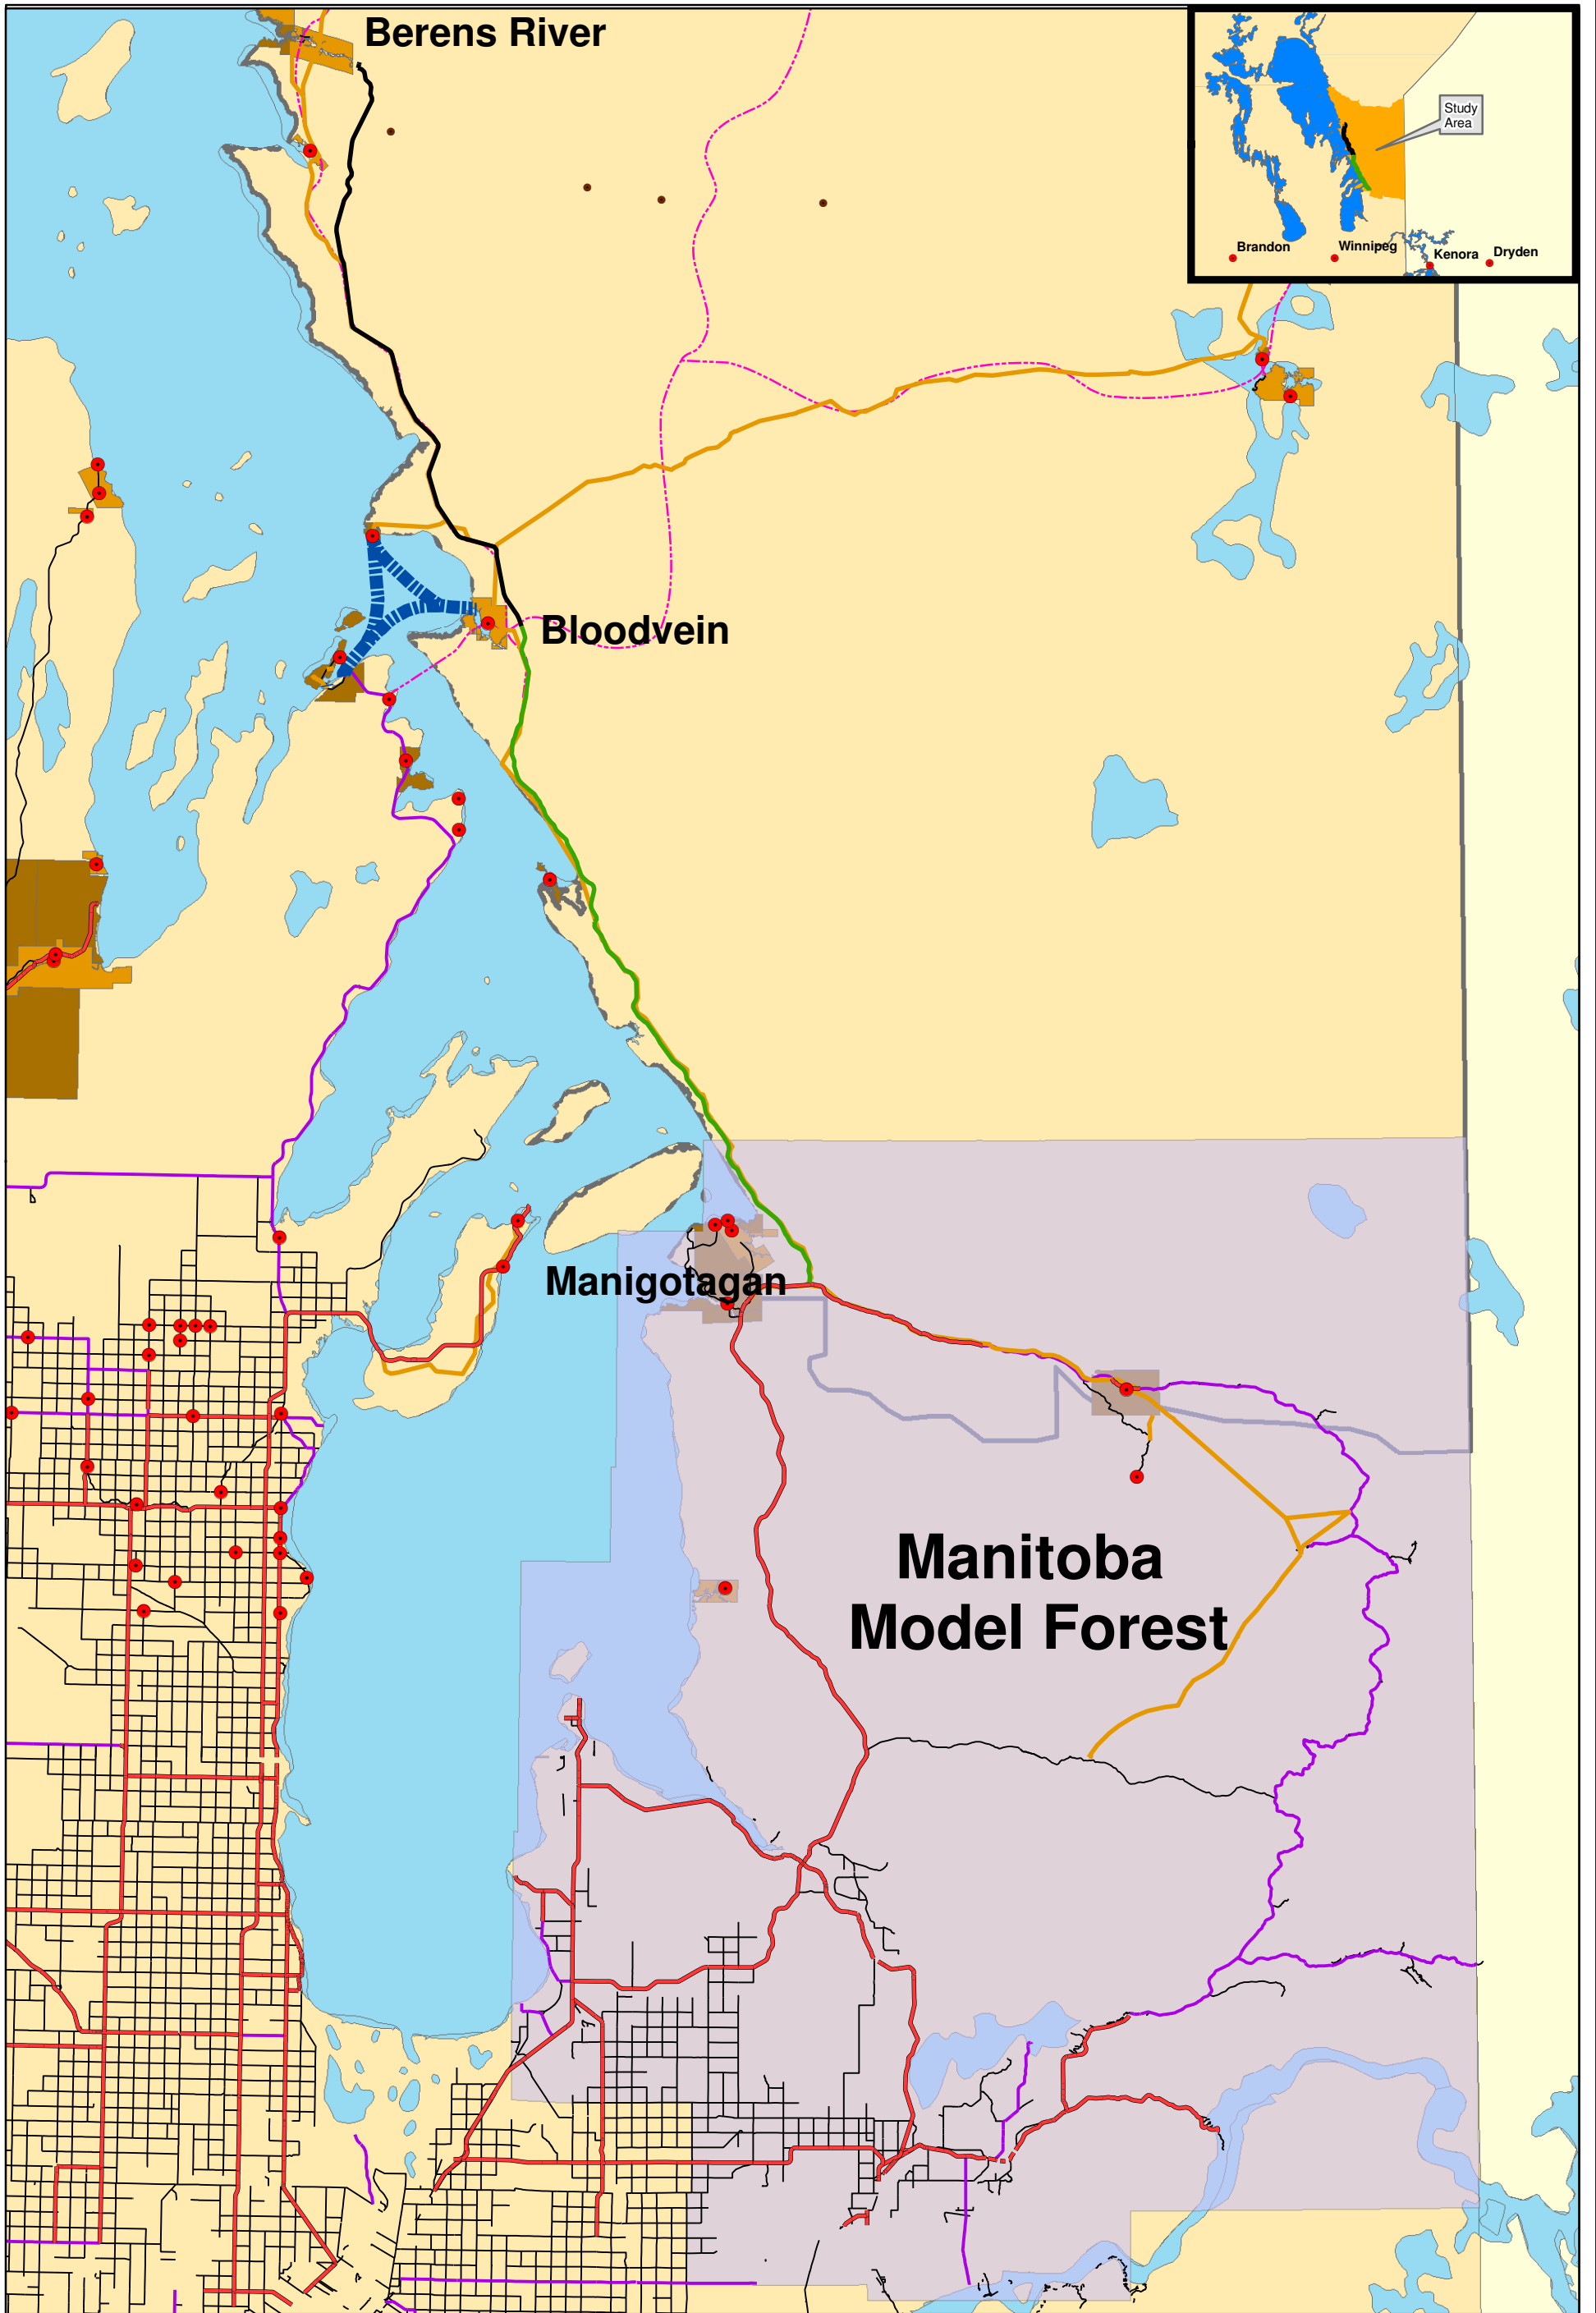 Berens River
Study
Area
Brandon
Winnipeg
Kenora
Dryden
Bloodvein
Manigotagan
Manitoba
Model Forest